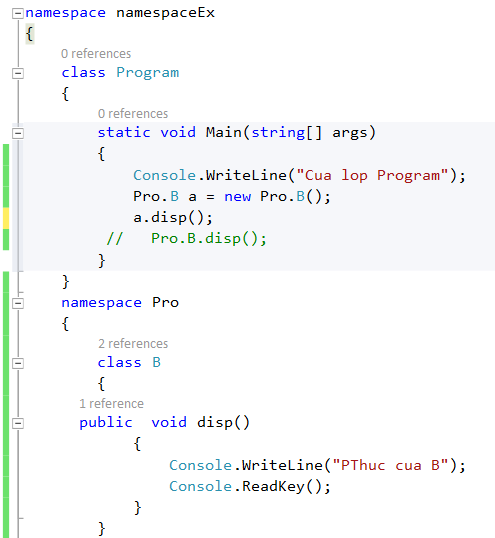 namespace namespaceEx
{
0 references
class Program
{
0 references
static void Main(string[] args)
{
Console.WriteLine("Cua lop Program");
Pro.B a = new Pro.B();
a.disp();
//   Pro.B.disp();
}
}
namespace Pro
{
2 references
class B
{
1 reference
public  void disp()
{
Console.WriteLine("PThuc cua B");
Console.ReadKey();
}
}